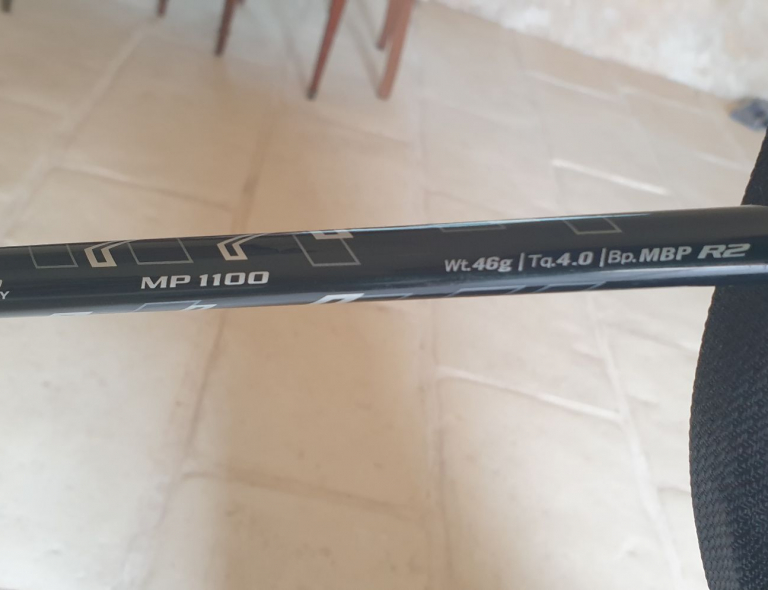 MP 1100
Wt.46g | Tq.4.0 | Bp.MBP R2